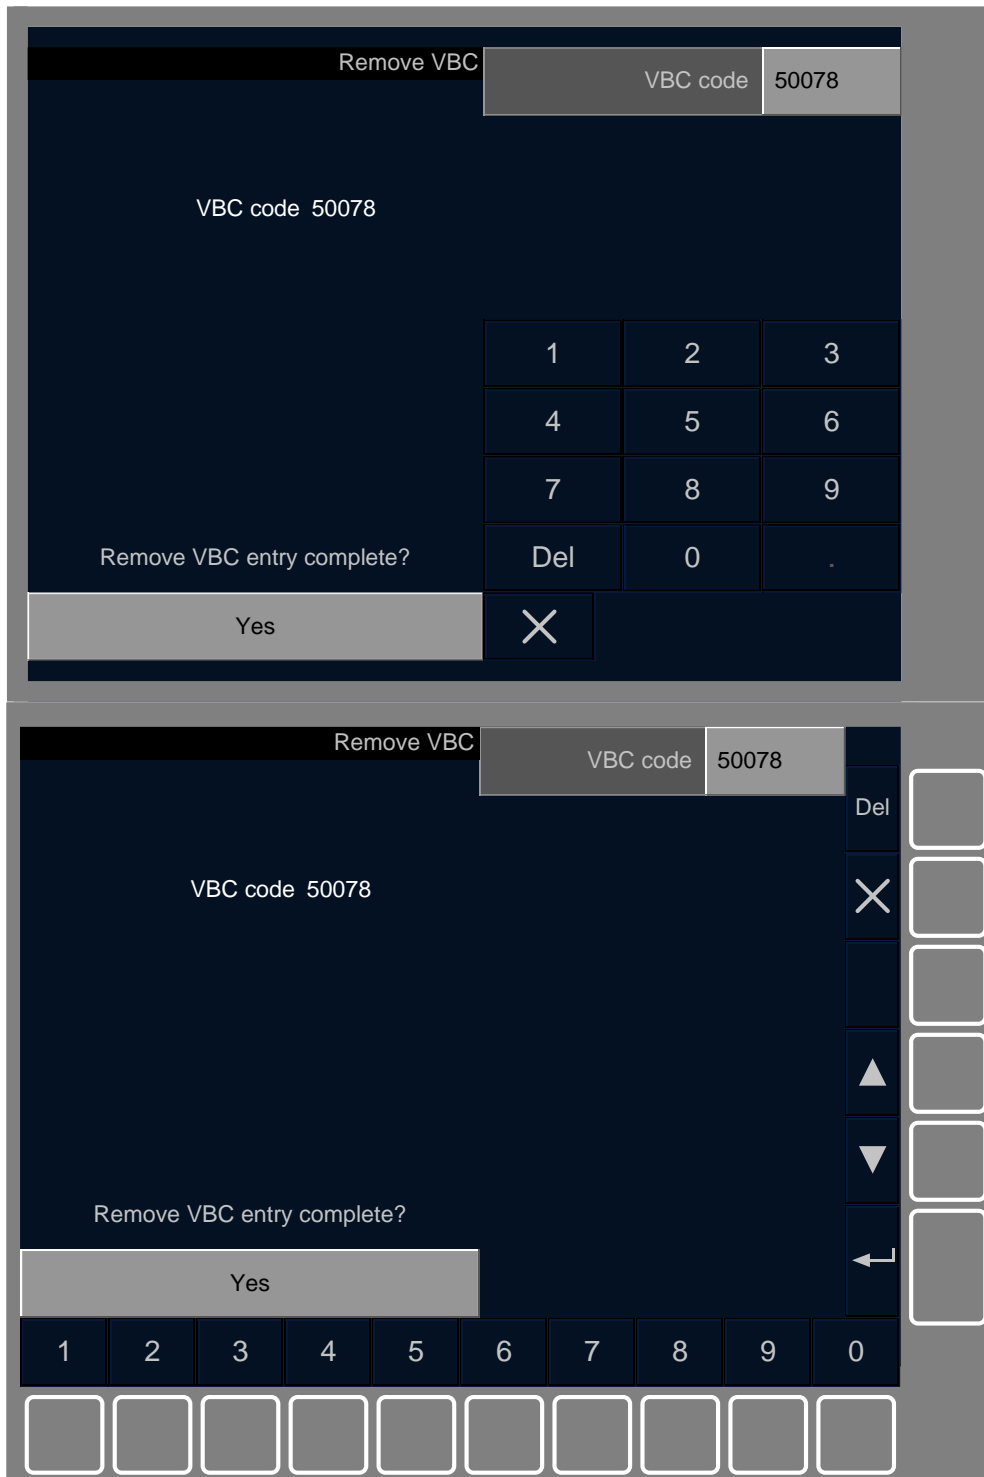 Remove VBC
VBC code 50078
VBC code 50078
1 2 3
4 5 6
7 8 9
Remove VBC entry complete?
Del 0 .
Yes
Remove VBC
VBC code 50078
Del
VBC code 50078
Remove VBC entry complete?
Yes
1 2 3 4 5 6 7 8 9 0